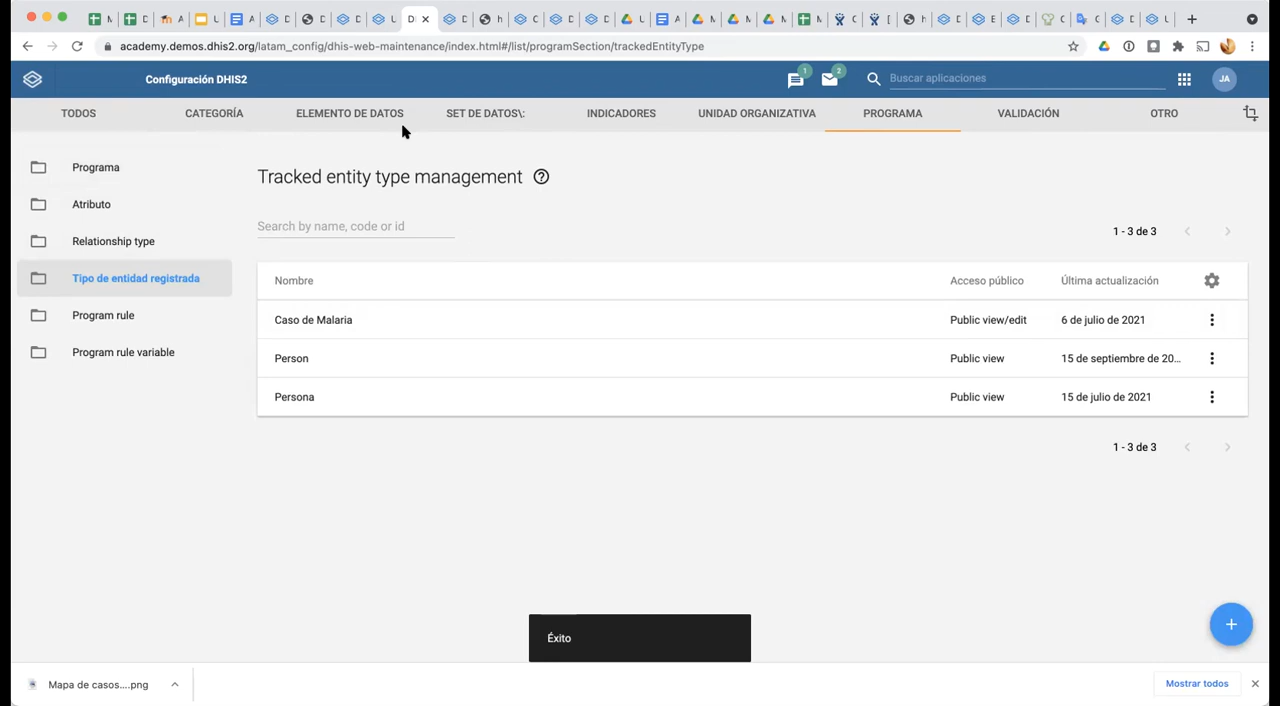 academy.demos.dhis2.org/latam_config/dhis-web-maintenance/index.html#/list/programSection/trackedEntityType
Configuración DHIS2
1
2
Buscar aplicaciones
JA
TODOS
CATEGORÍA
ELEMENTO DE DATOS
SET DE DATOS\:
INDICADORES
UNIDAD ORGANIZATIVA
PROGRAMA
VALIDACIÓN
OTRO
Programa
Atributo
Relationship type
Tipo de entidad registrada
Program rule
Program rule variable
Tracked entity type management
Search by name, code or id
1 - 3 de 3
Nombre
Acceso público
Última actualización
Caso de Malaria
Public view/edit
6 de julio de 2021
Person
Public view
15 de septiembre de 20...
Persona
Public view
15 de julio de 2021
1 - 3 de 3
Éxito
Mapa de casos....png
Mostrar todos